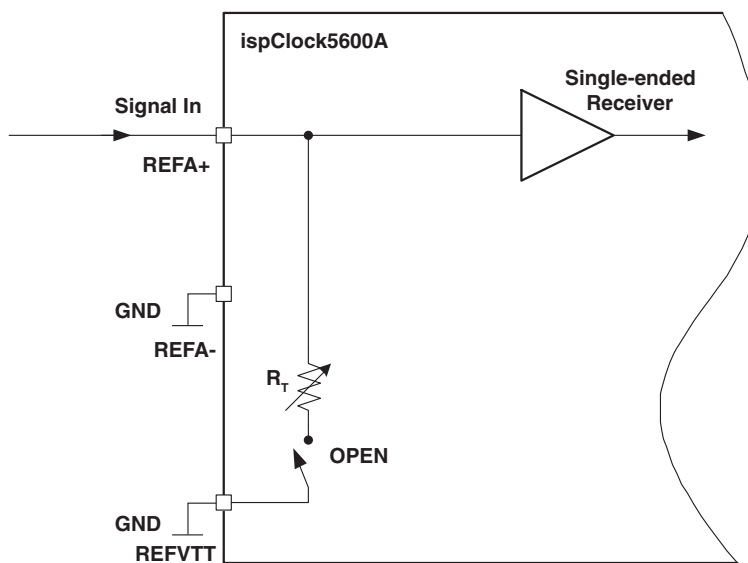 ispClock5600A
Single-ended
Receiver
Signal In
REFA+
GND
REFA-
RT
OPEN
GND
REFVTT